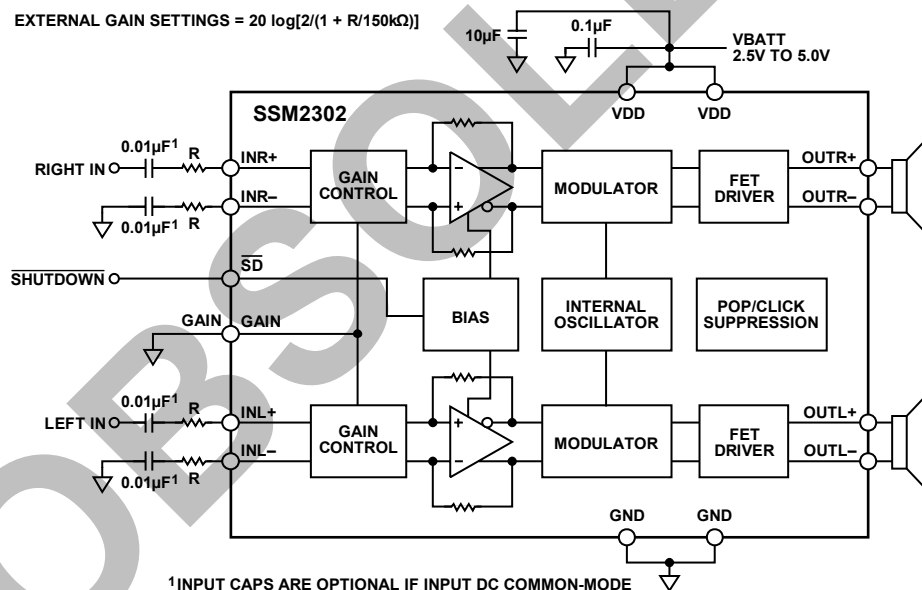 EXTERNAL GAIN SETTINGS = 20 log[2/(1 + R/150kΩ)]
10µF
0.1µF
VBATT
2.5V TO 5.0V
SSM2302
VDD
VDD
0.01µF¹
R
INR+
RIGHT IN
GAIN
CONTROL
MODULATOR
FET
DRIVER
OUTR+
INR–
OUTR–
0.01µF¹
R
SD
SHUTDOWN
BIAS
INTERNAL
OSCILLATOR
POP/CLICK
SUPPRESSION
GAIN
GAIN
0.01µF¹
R
INL+
LEFT IN
GAIN
CONTROL
MODULATOR
FET
DRIVER
OUTL+
INL–
OUTL–
0.01µF¹
R
GND
GND
¹INPUT CAPS ARE OPTIONAL IF INPUT DC COMMON-MODE
OBSOLE